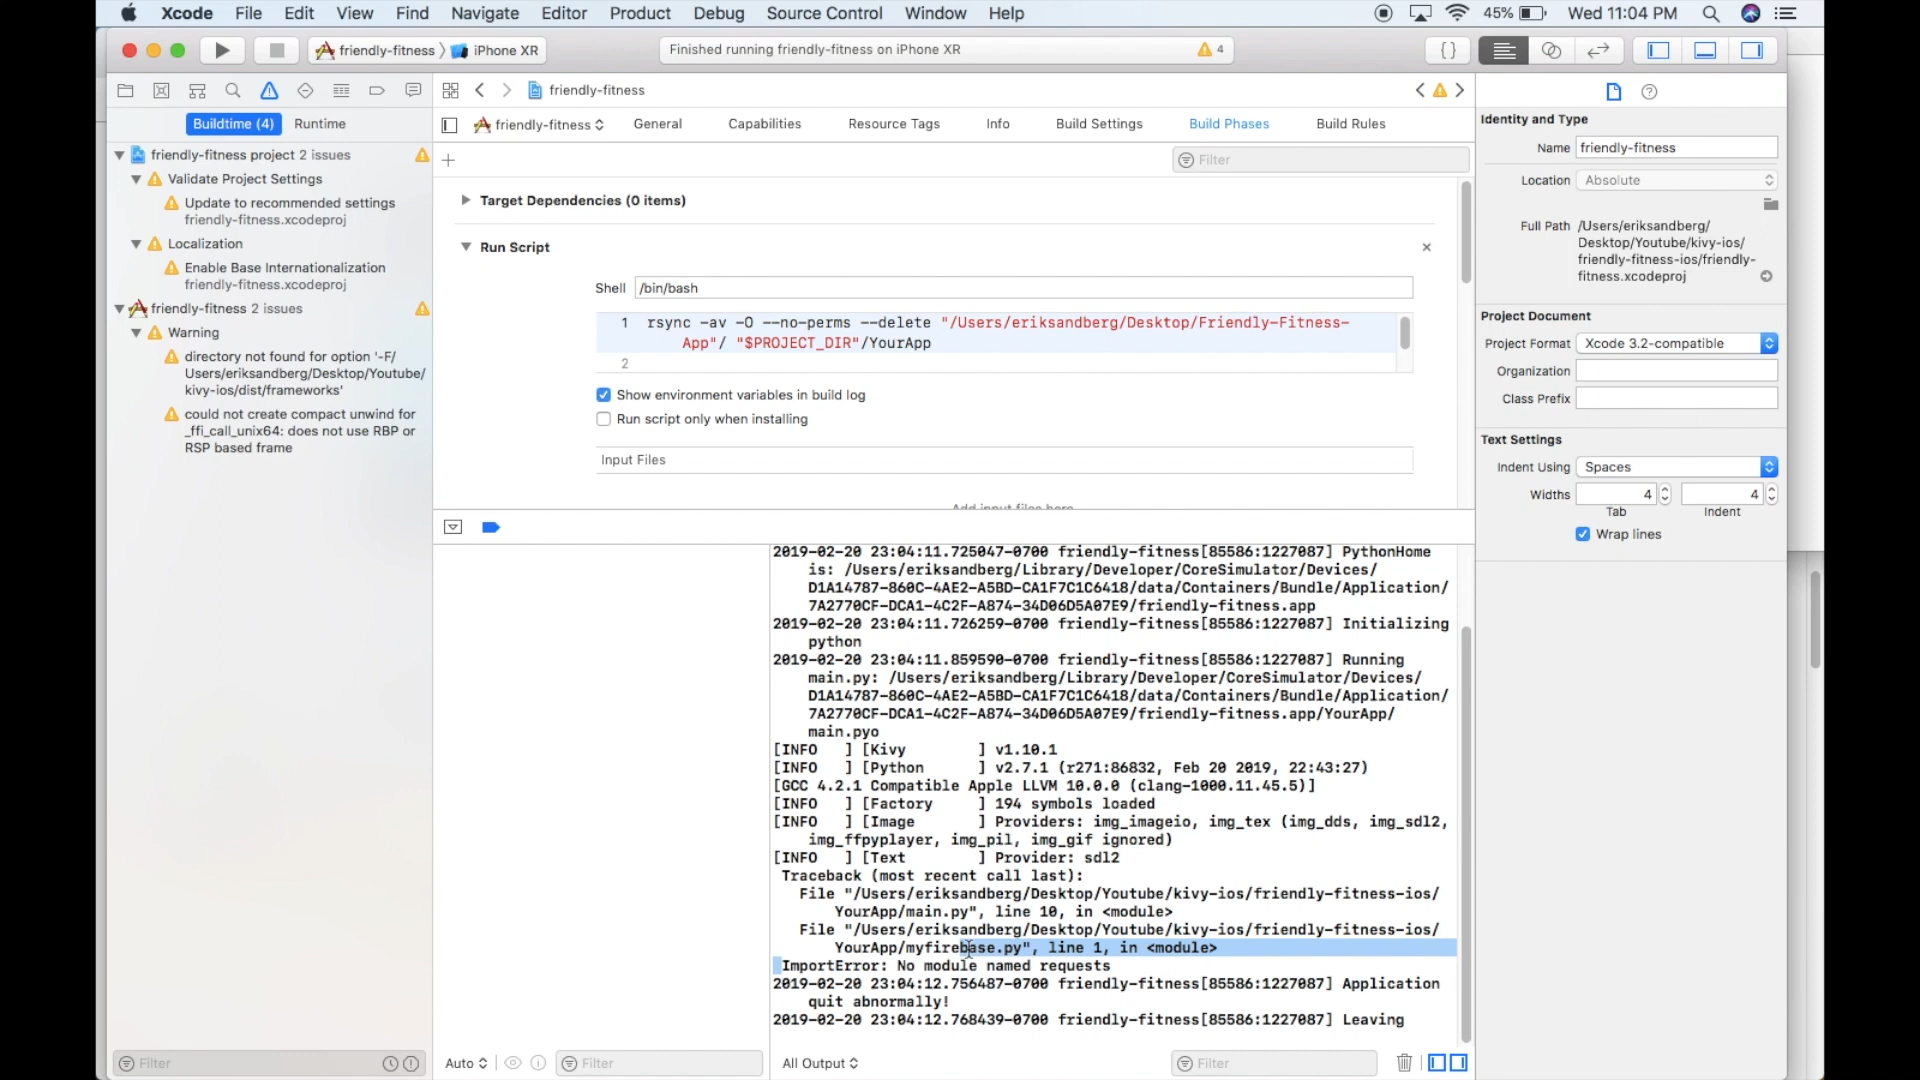 Xcode File Edit View Find Navigate Editor Product Debug Source Control Window Help 45% Wed 11:04 PM
friendly-fitness iPhone XR
Finished running friendly-fitness on iPhone XR 4
friendly-fitness
Buildtime (4) Runtime
friendly-fitness project 2 issues
Validate Project Settings
Update to recommended settings
friendly-fitness.xcodeproj
Localization
Enable Base Internationalization
friendly-fitness.xcodeproj
friendly-fitness 2 issues
Warning
directory not found for option '-F/
Users/eriksandberg/Desktop/Youtube/
kivy-ios/dist/frameworks'
could not create compact unwind for
_ffi_call_unix64: does not use RBP or
RSP based frame
Filter
friendly-fitness General Capabilities Resource Tags Info Build Settings Build Phases Build Rules
Filter
Target Dependencies (0 items)
Run Script
Shell /bin/bash
1 rsync -av -O --no-perms --delete "/Users/eriksandberg/Desktop/Friendly-Fitness-
App"/ "$PROJECT_DIR"/YourApp
2
Show environment variables in build log
Run script only when installing
Input Files
Add input files here
2019-02-20 23:04:11.725047-0700 friendly-fitness[85586:1227087] PythonHome
is: /Users/eriksandberg/Library/Developer/CoreSimulator/Devices/
D1A14787-860C-4AE2-A5BD-CA1F7C1C6418/data/Containers/Bundle/Application/
7A2770CF-DCA1-4C2F-A874-34D06D5A07E9/friendly-fitness.app
2019-02-20 23:04:11.726259-0700 friendly-fitness[85586:1227087] Initializing
python
2019-02-20 23:04:11.859590-0700 friendly-fitness[85586:1227087] Running
main.py: /Users/eriksandberg/Library/Developer/CoreSimulator/Devices/
D1A14787-860C-4AE2-A5BD-CA1F7C1C6418/data/Containers/Bundle/Application/
7A2770CF-DCA1-4C2F-A874-34D06D5A07E9/friendly-fitness.app/YourApp/
main.pyo
[INFO ] [Kivy ] v1.10.1
[INFO ] [Python ] v2.7.1 (r271:86832, Feb 20 2019, 22:43:27)
[GCC 4.2.1 Compatible Apple LLVM 10.0.0 (clang-1000.11.45.5)]
[INFO ] [Factory ] 194 symbols loaded
[INFO ] [Image ] Providers: img_imageio, img_tex (img_dds, img_sdl2,
img_ffpyplayer, img_pil, img_gif ignored)
[INFO ] [Text ] Provider: sdl2
Traceback (most recent call last):
File "/Users/eriksandberg/Desktop/Youtube/kivy-ios/friendly-fitness-ios/
YourApp/main.py", line 10, in <module>
File "/Users/eriksandberg/Desktop/Youtube/kivy-ios/friendly-fitness-ios/
YourApp/myfirebase.py", line 1, in <module>
ImportError: No module named requests
2019-02-20 23:04:12.756487-0700 friendly-fitness[85586:1227087] Application
quit abnormally!
2019-02-20 23:04:12.768439-0700 friendly-fitness[85586:1227087] Leaving
Auto Filter All Output Filter
Identity and Type
Name friendly-fitness
Location Absolute
Full Path /Users/eriksandberg/
Desktop/Youtube/kivy-ios/
friendly-fitness-ios/friendly-
fitness.xcodeproj
Project Document
Project Format Xcode 3.2-compatible
Organization
Class Prefix
Text Settings
Indent Using Spaces
Widths 4 4
Tab Indent
Wrap lines